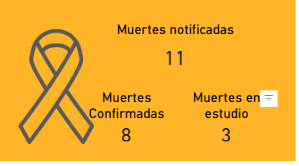 Muertes notificadas
11
Muertes Muertes en
Confirmadas estudio
8 3